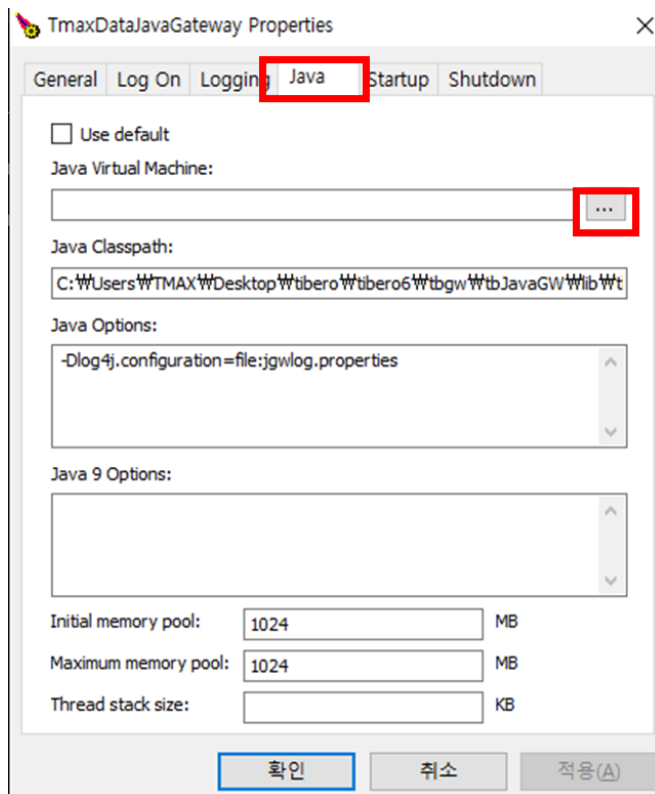 TmaxDataJavaGateway Properties
General Log On Logging Java Startup Shutdown
Use default
Java Virtual Machine:
...
Java Classpath:
C:₩Users₩TMAX₩Desktop₩tibero₩tibero6₩tbgw₩tbJavaGW₩lib₩t
Java Options:
-Dlog4j.configuration=file:jgwlog.properties
Java 9 Options:
Initial memory pool: 1024 MB
Maximum memory pool: 1024 MB
Thread stack size: KB
확인 취소 적용(A)